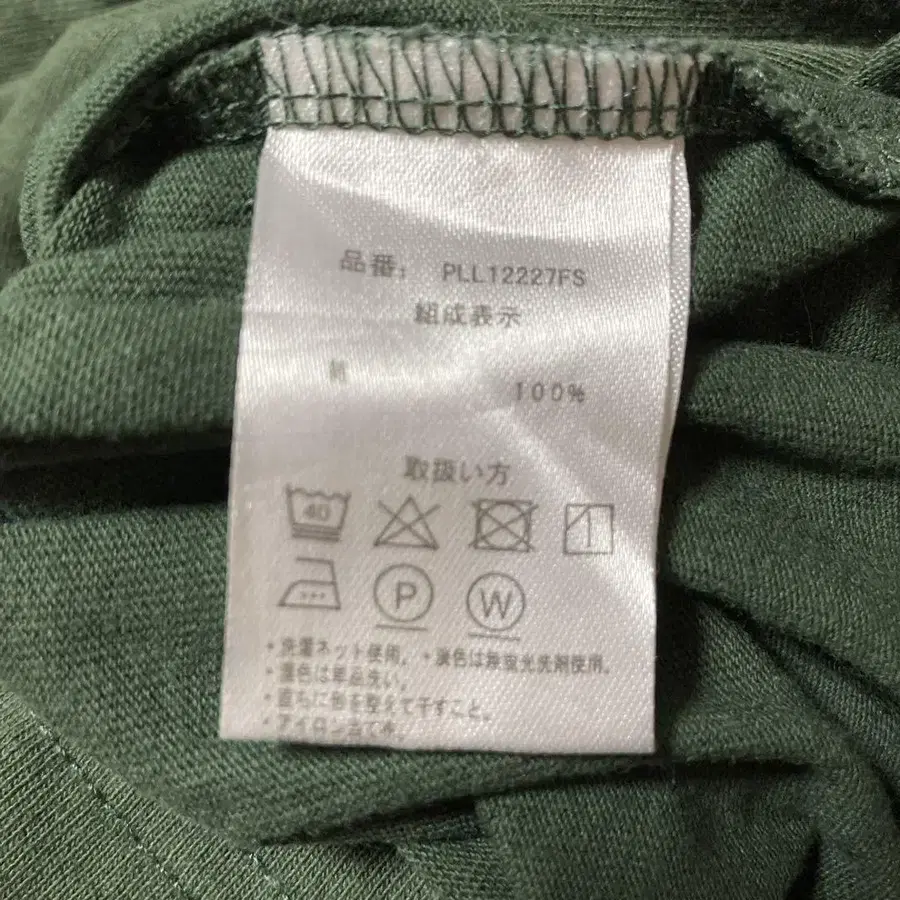 品番: PLL12227FS
組成表示
100%
取扱い方
40 1
P W
・洗濯ネット使用。・淡色は無蛍光洗剤使用。
・濃色は単品洗い。
・直ちに形を整えて干すこと。
・アイロン当て布。